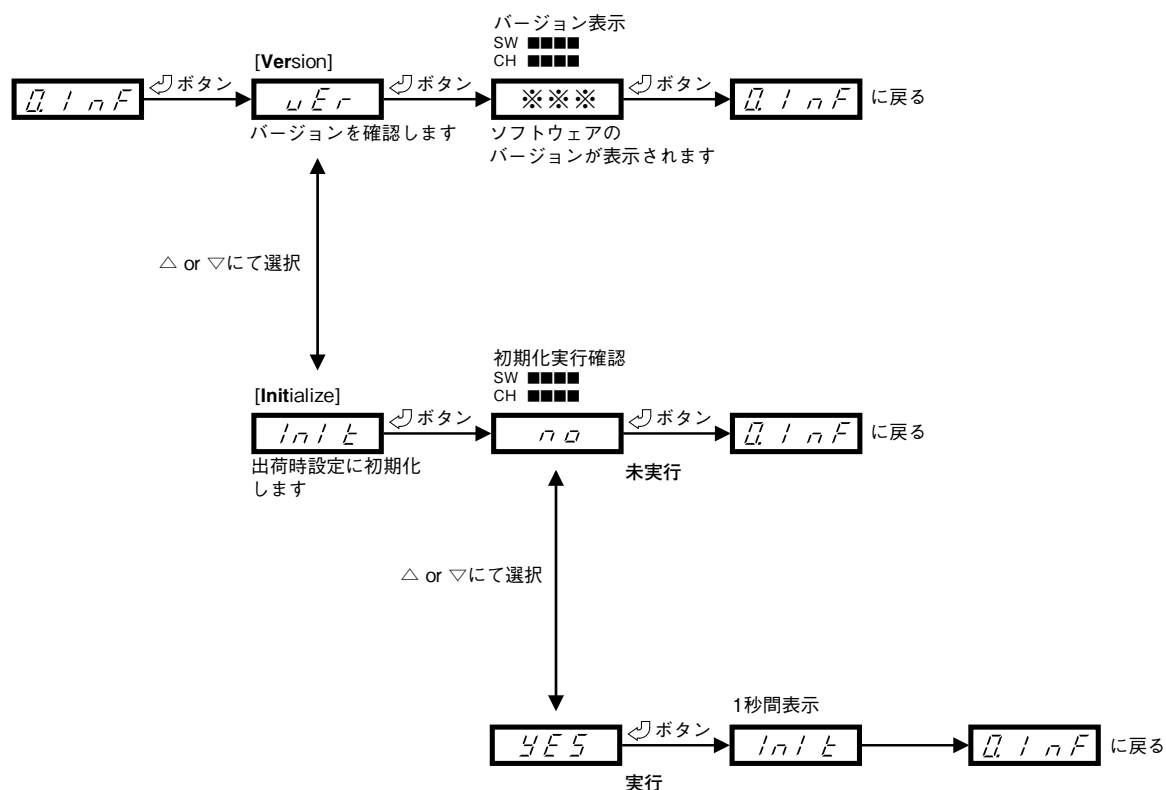 バージョン表示
SW ■■■■
CH ■■■■
[Version]
0.InF
ボタン
vEr
ボタン
※※※
ボタン
0.InF
に戻る
バージョンを確認します
ソフトウェアの
バージョンが表示されます
△ or ▽にて選択
初期化実行確認
SW ■■■■
CH ■■■■
[Initialize]
InIt
ボタン
no
ボタン
0.InF
に戻る
出荷時設定に初期化
します
未実行
△ or ▽にて選択
1秒間表示
YES
ボタン
InIt
0.InF
に戻る
実行